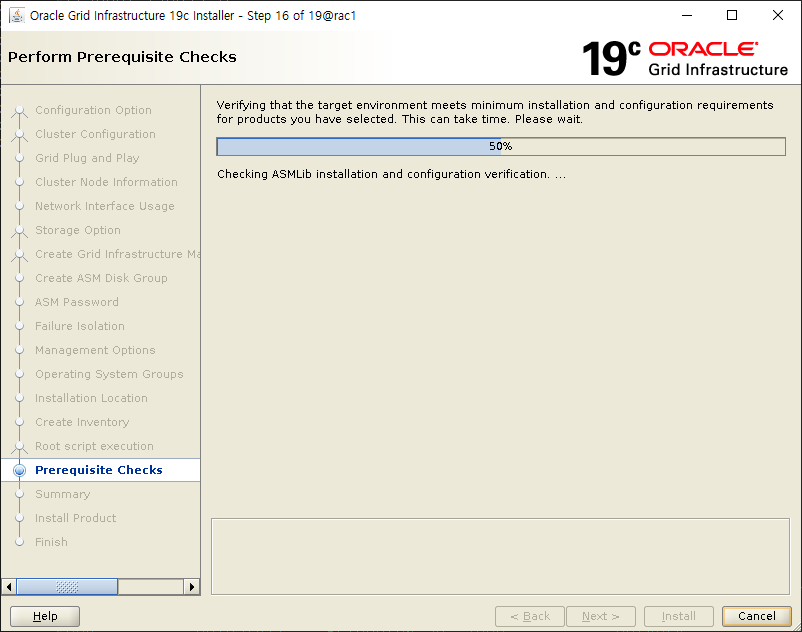 Oracle Grid Infrastructure 19c Installer - Step 16 of 19@rac1
Perform Prerequisite Checks
19c ORACLE
Grid Infrastructure
Configuration Option
Cluster Configuration
Grid Plug and Play
Cluster Node Information
Network Interface Usage
Storage Option
Create Grid Infrastructure Ma
Create ASM Disk Group
ASM Password
Failure Isolation
Management Options
Operating System Groups
Installation Location
Create Inventory
Root script execution
Prerequisite Checks
Summary
Install Product
Finish
Verifying that the target environment meets minimum installation and configuration requirements
for products you have selected. This can take time. Please wait.
50%
Checking ASMLib installation and configuration verification. ...
Help
< Back
Next >
Install
Cancel